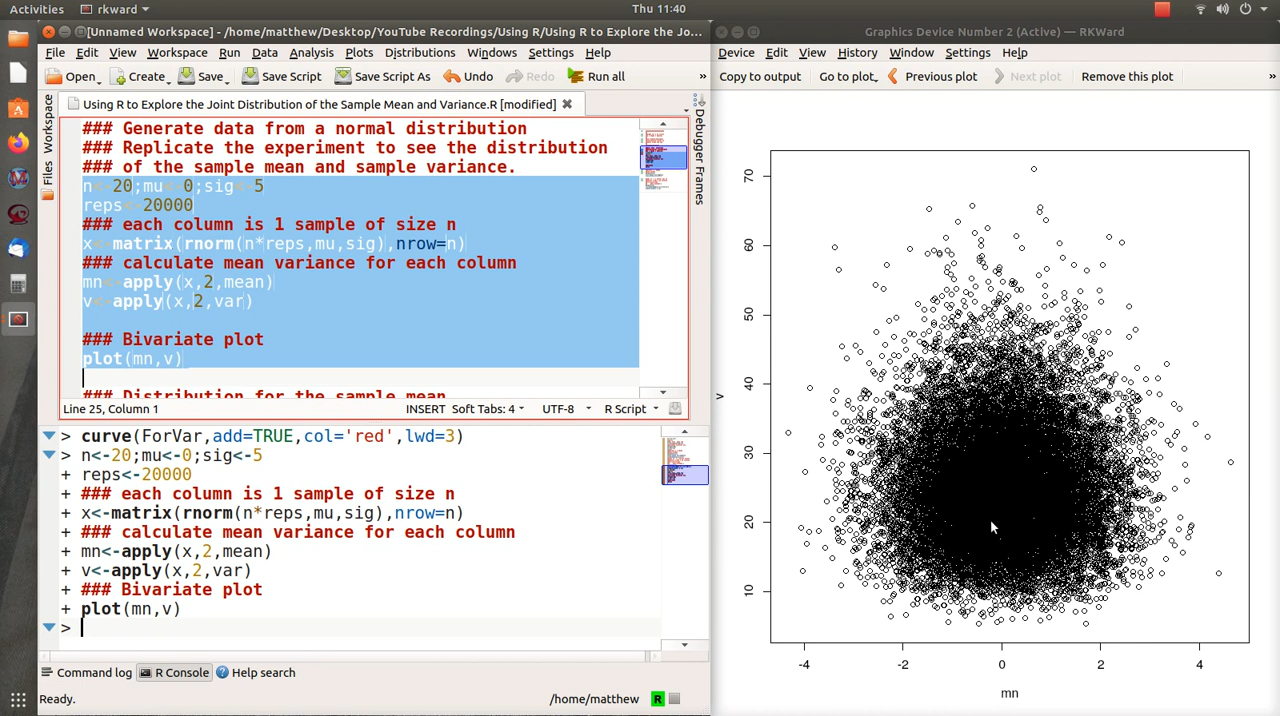 Activities rkward Thu 11:40
[Unnamed Workspace] - /home/matthew/Desktop/YouTube Recordings/Using R/Using R to Explore the Joi...
File Edit View Workspace Run Data Analysis Plots Distributions Windows Settings Help
Open Create Save Save Script Save Script As Undo Redo Run all »
Using R to Explore the Joint Distribution of the Sample Mean and Variance.R [modified]
Files Workspace
Debugger Frames
### Generate data from a normal distribution
### Replicate the experiment to see the distribution
### of the sample mean and sample variance.
n<-20;mu<-0;sig<-5
reps<-20000
### each column is 1 sample of size n
x<-matrix(rnorm(n*reps,mu,sig),nrow=n)
### calculate mean variance for each column
mn<-apply(x,2,mean)
v<-apply(x,2,var)
### Bivariate plot
plot(mn,v)
### Distribution for the sample mean
Line 25, Column 1 INSERT Soft Tabs: 4 UTF-8 R Script
> curve(ForVar,add=TRUE,col='red',lwd=3)
> n<-20;mu<-0;sig<-5
+ reps<-20000
+ ### each column is 1 sample of size n
+ x<-matrix(rnorm(n*reps,mu,sig),nrow=n)
+ ### calculate mean variance for each column
+ mn<-apply(x,2,mean)
+ v<-apply(x,2,var)
+ ### Bivariate plot
+ plot(mn,v)
>
Command log R Console Help search
Ready. /home/matthew R
Graphics Device Number 2 (Active) — RKWard
Device Edit View History Window Settings Help
Copy to output Go to plot Previous plot Next plot Remove this plot »
70
60
50
40
30
20
10
-4 -2 0 2 4
mn
>